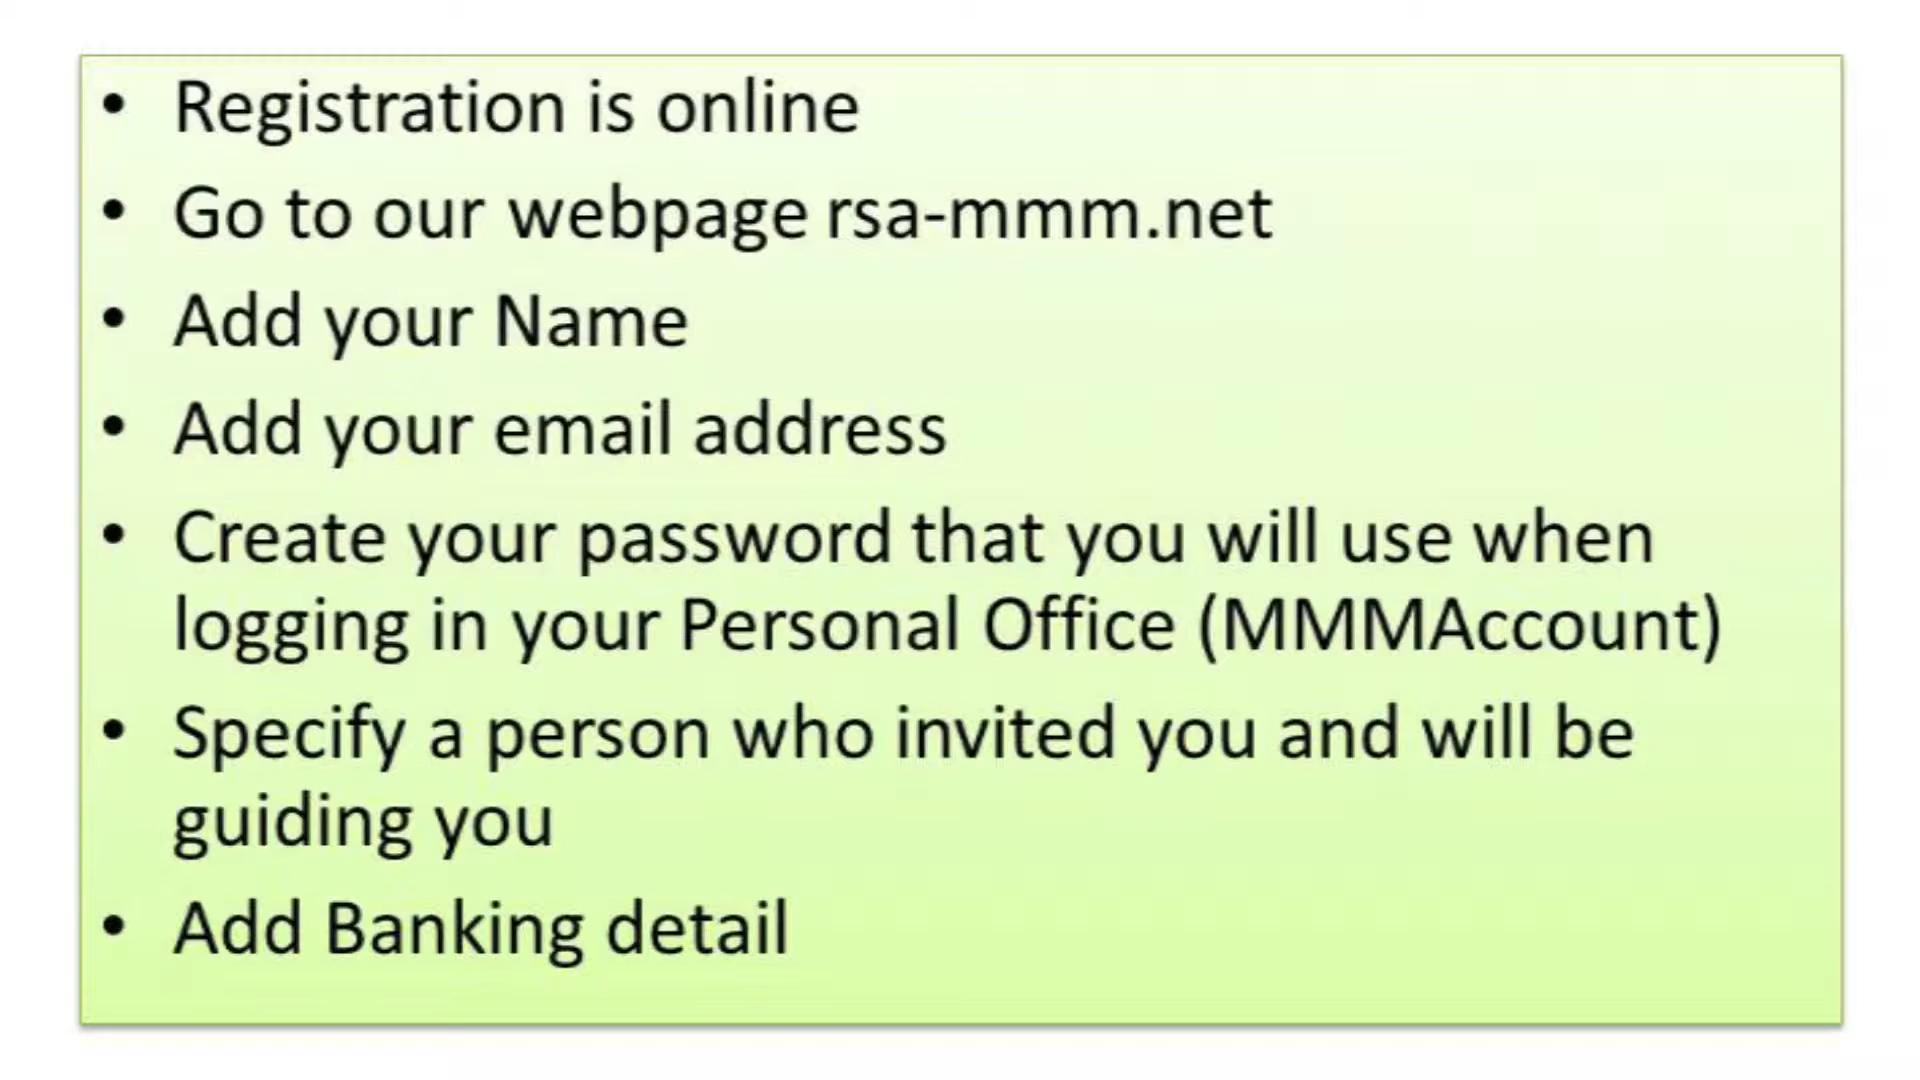 • Registration is online
• Go to our webpage rsa-mmm.net
• Add your Name
• Add your email address
• Create your password that you will use when
logging in your Personal Office (MMMAccount)
• Specify a person who invited you and will be
guiding you
• Add Banking detail